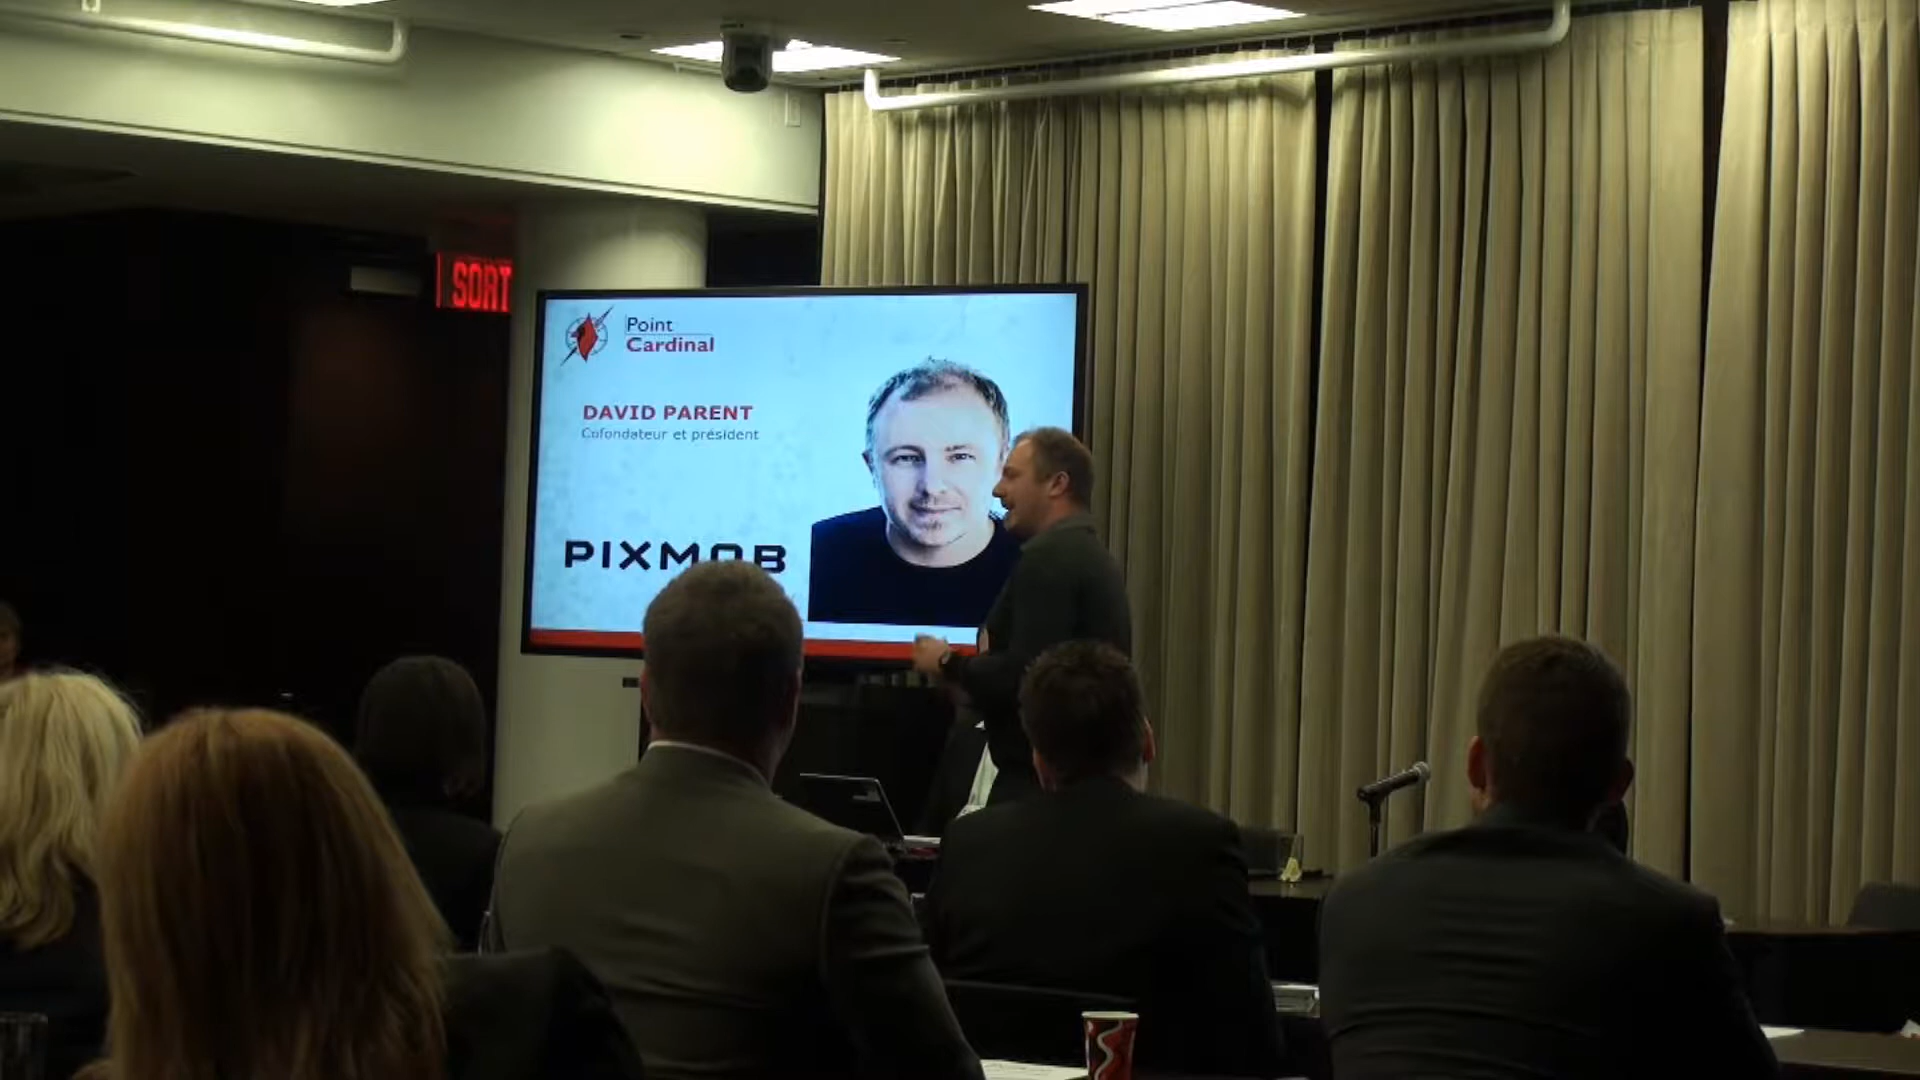 SORT
Point
Cardinal
DAVID PARENT
Cofondateur et président
PIXMOB